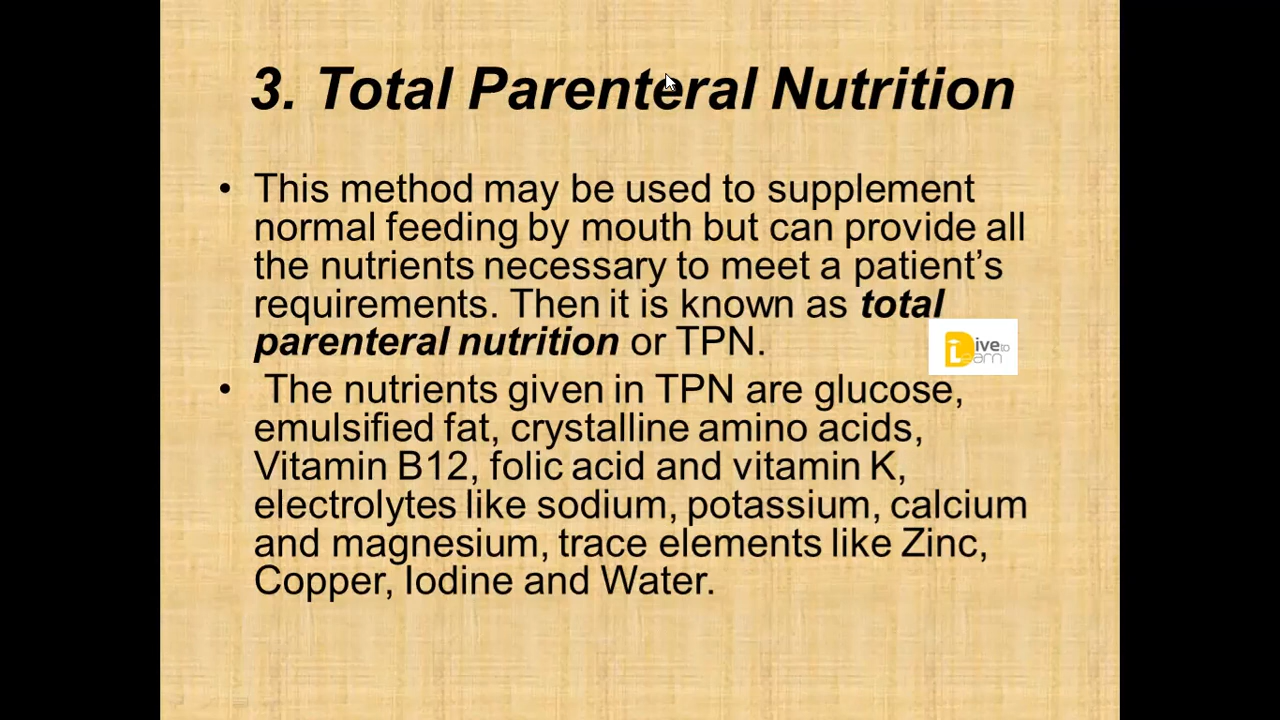 3. Total Parenteral Nutrition
• This method may be used to supplement
normal feeding by mouth but can provide all
the nutrients necessary to meet a patient’s
requirements. Then it is known as total
parenteral nutrition or TPN.
Dive to
Learn
• The nutrients given in TPN are glucose,
emulsified fat, crystalline amino acids,
Vitamin B12, folic acid and vitamin K,
electrolytes like sodium, potassium, calcium
and magnesium, trace elements like Zinc,
Copper, Iodine and Water.